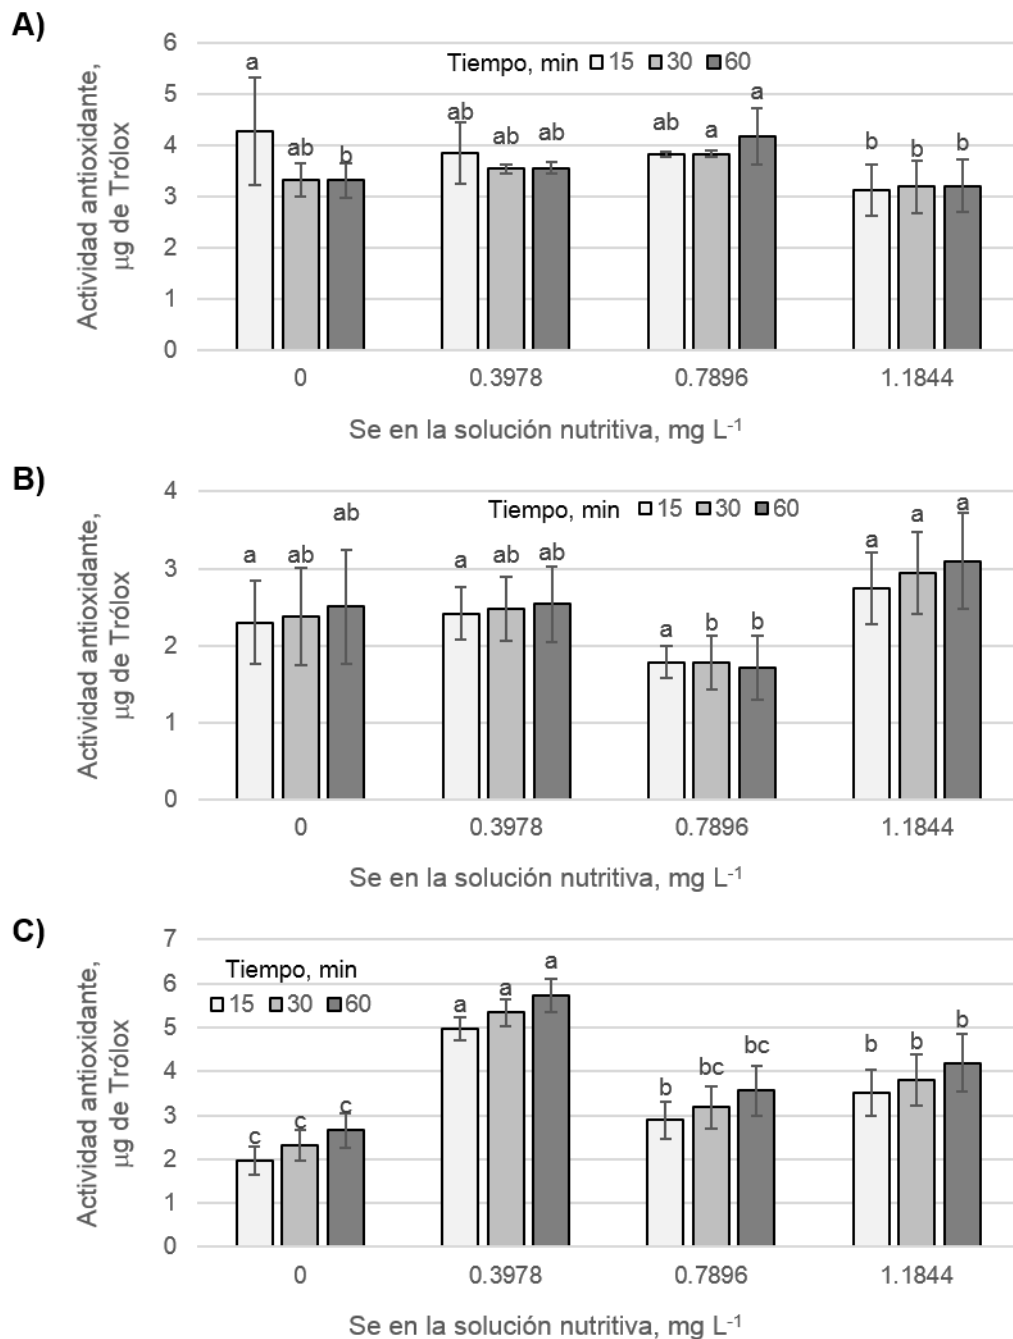 A)
Actividad antioxidante,
µg de Trólox
6
5
4
3
2
1
0
Tiempo, min 15 30 60
a ab b
ab ab ab
ab a a
b b b
0 0.3978 0.7896 1.1844
Se en la solución nutritiva, mg L-1
B)
Actividad antioxidante,
µg de Trólox
4
3
2
1
0
Tiempo, min 15 30 60
a ab ab
a ab ab
a b b
a a a
0 0.3978 0.7896 1.1844
Se en la solución nutritiva, mg L-1
C)
Actividad antioxidante,
µg de Trólox
7
6
5
4
3
2
1
0
Tiempo, min
15 30 60
c c c
a a a
b bc bc
b b b
0 0.3978 0.7896 1.1844
Se en la solución nutritiva, mg L-1